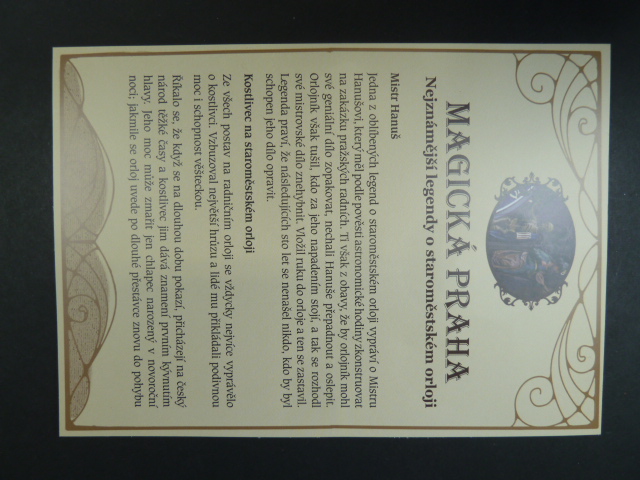 MAGICKÁ PRAHA
Nejznámější legendy o staroměstském orloji
Mistr Hanuš
Jedna z oblíbených legend o staroměstském orloji vypráví o Mistru
Hanušovi, který měl podle pověsti astronomické hodiny zkonstruovat
na zakázku pražských radních. Ti však z obavy, že by orlojník mohl
své geniální dílo zopakovat, nechali Hanuše přepadnout a oslepit.
Orlojník však tušil, kdo za jeho napadením stojí, a tak se rozhodl
své mistrovské dílo znehybnit. Vložil ruku do orloje a ten se zastavil.
Legenda praví, že následujících sto let se nenašel nikdo, kdo by byl
schopen jeho dílo opravit.
Kostlivec na staroměstském orloji
Ze všech postav na radničním orloji se vždycky nejvíce vyprávělo
o kostlivci. Vzbuzoval největší hrůzu a lidé mu přikládali podivnou
moc i schopnost věšteckou.
Říkalo se, že když se na dlouhou dobu pokazí, přicházejí na český
národ těžké časy a kostlivec jim dává znamení prvním kývnutím
hlavy. Jeho moc může zmařit jen chlapec narozený v novoroční
noci; jakmile se orloj uvede po dlouhé přestávce znovu do pohybu